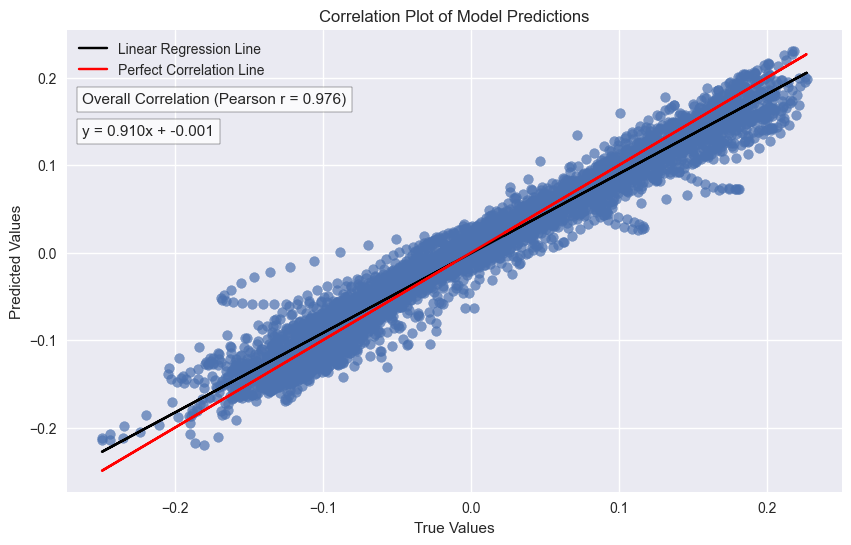 Correlation Plot of Model Predictions
Linear Regression Line
Perfect Correlation Line
Overall Correlation (Pearson r = 0.976)
y = 0.910x + -0.001
Predicted Values
0.2
0.1
0.0
−0.1
−0.2
−0.2 −0.1 0.0 0.1 0.2
True Values